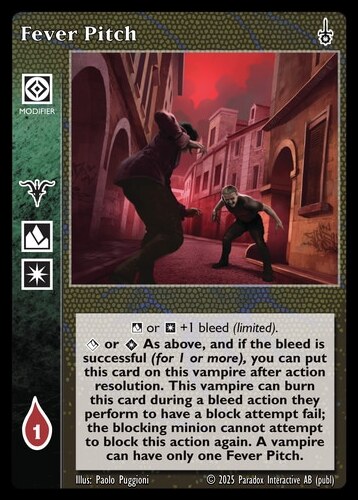 Fever Pitch
MODIFIER
or +1 bleed (limited).
or As above, and if the bleed is
successful (for 1 or more), you can put
this card on this vampire after action
resolution. This vampire can burn
this card during a bleed action they
perform to have a block attempt fail;
the blocking minion cannot attempt
to block this action again. A vampire
can have only one Fever Pitch.
1
Illus: Paolo Puggioni
© 2025 Paradox Interactive AB (publ)